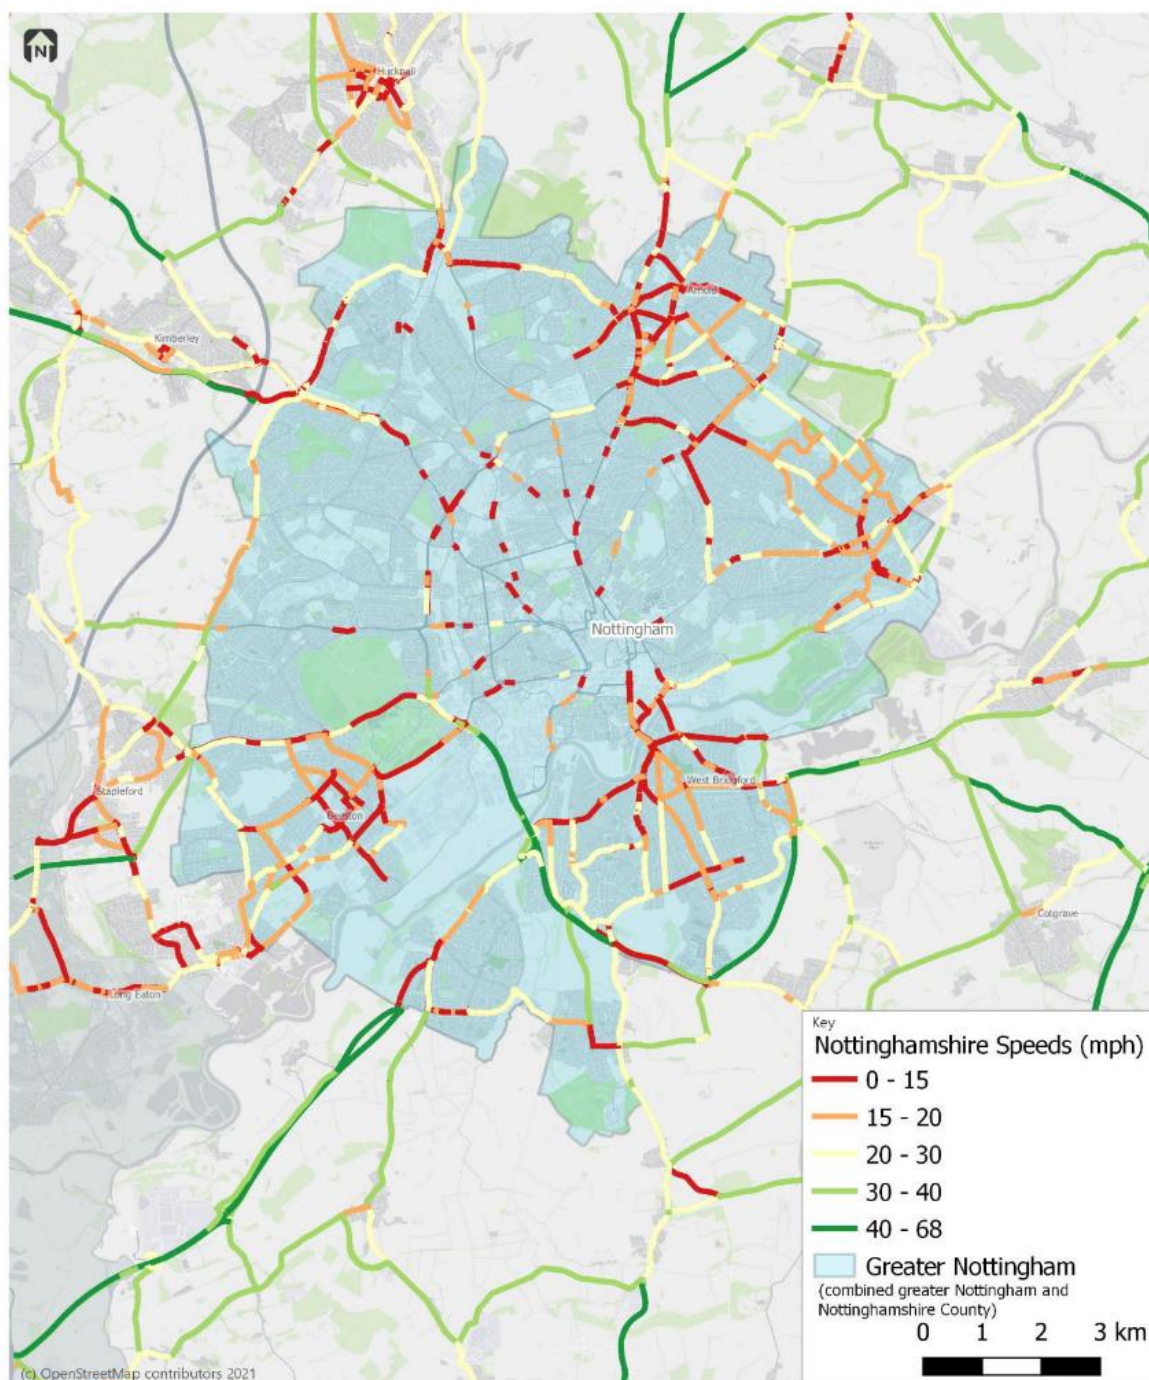 N
Hucknall
Arnold
Kimberley
Nottingham
West Bridgford
Stapleford
Beeston
Cotgrave
Long Eaton
Key
Nottinghamshire Speeds (mph)
0 - 15
15 - 20
20 - 30
30 - 40
40 - 68
Greater Nottingham
(combined greater Nottingham and
Nottinghamshire County)
0 1 2 3 km
(c) OpenStreetMap contributors 2021